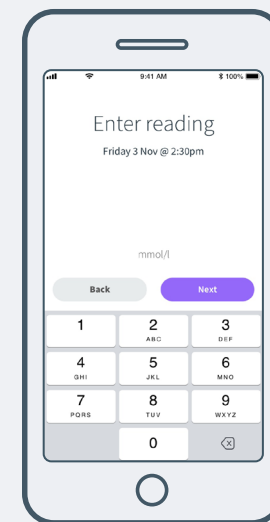 9:41 AM 100%
Enter reading
Friday 3 Nov @ 2:30pm
mmol/l
Back Next
1 2 3
ABC DEF
4 5 6
GHI JKL MNO
7 8 9
PQRS TUV WXYZ
0